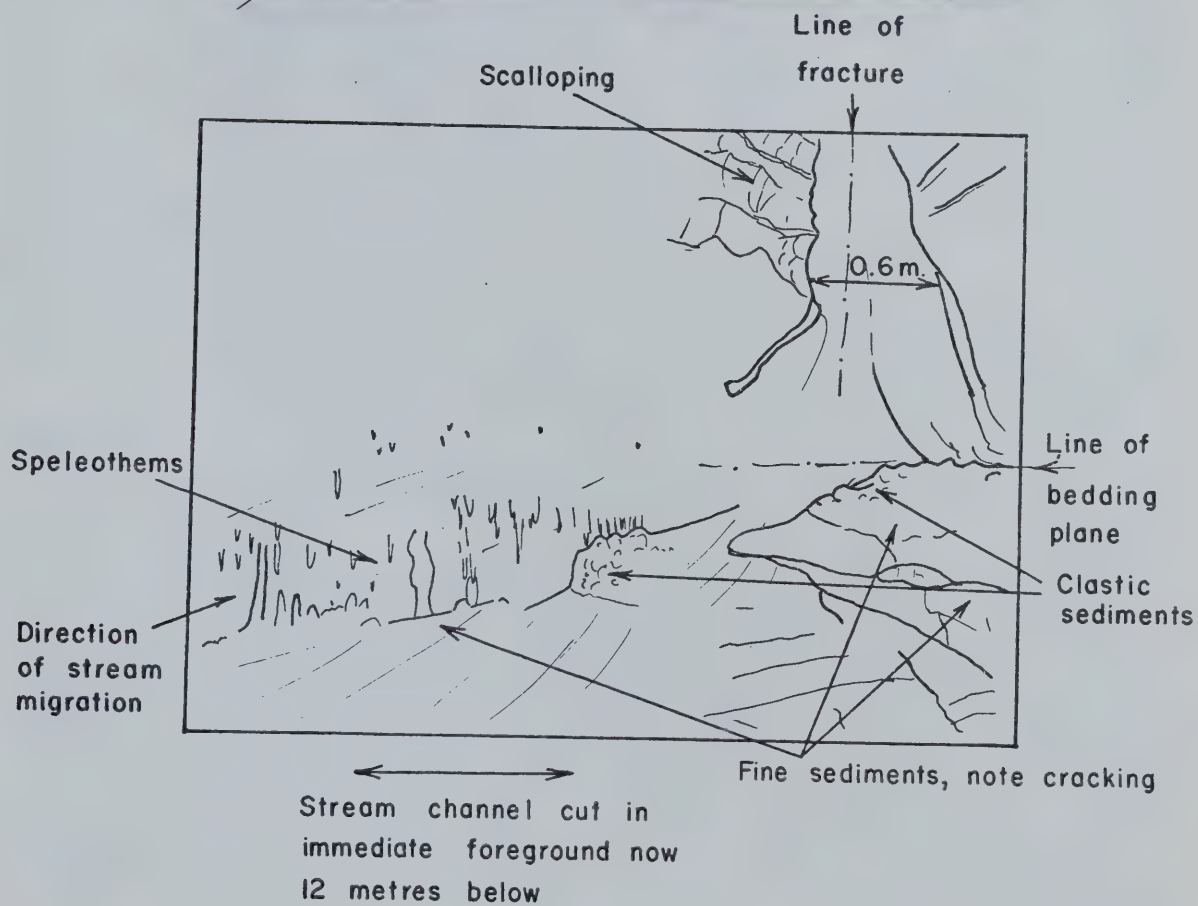 Line of
fracture
Scalloping
0.6m.
Speleothems
Line of
bedding
plane
Clastic
sediments
Direction
of stream
migration
Fine sediments, note cracking
Stream channel cut in
immediate foreground now
12 metres below